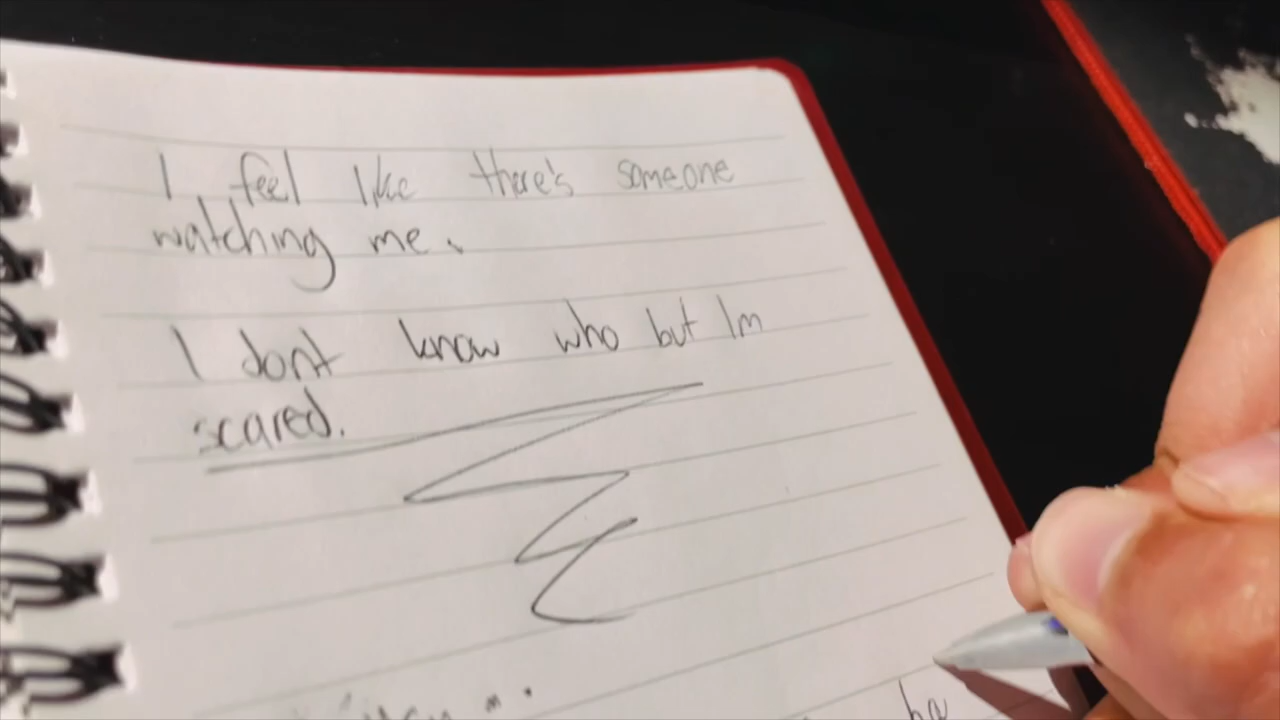 I feel like there's someone
watching me.
I dont know who but Im
scared.